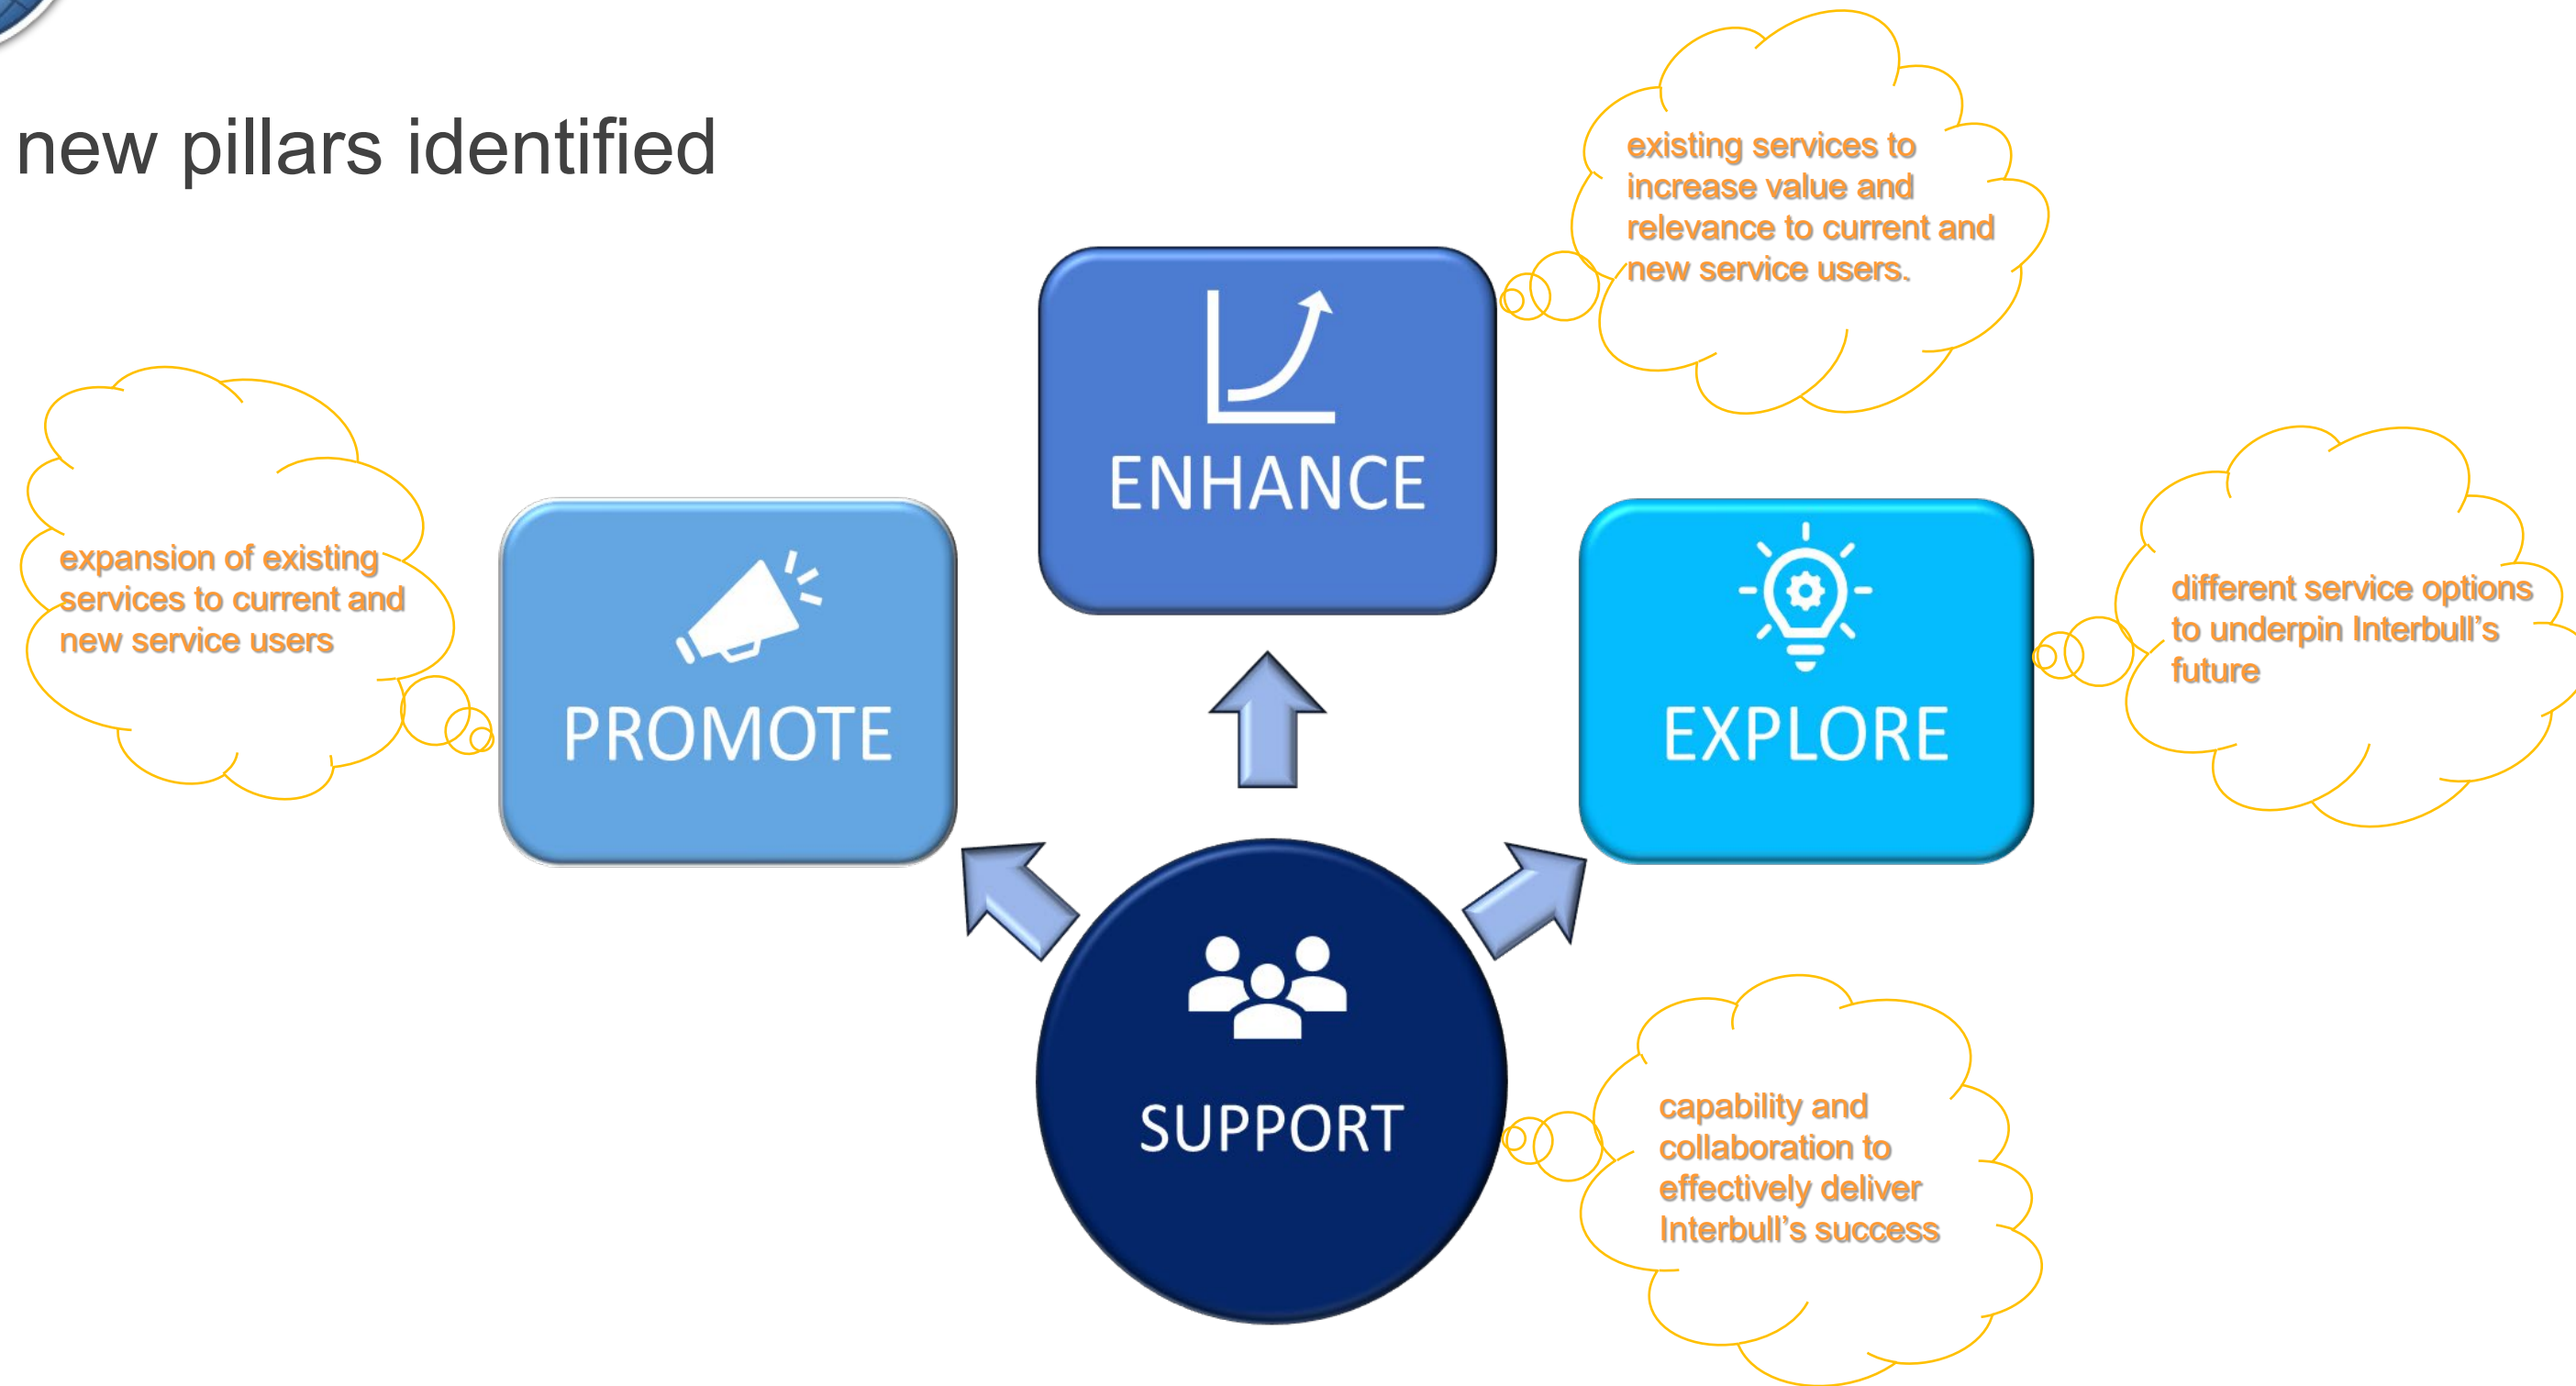 new pillars identified
existing services to
increase value and
relevance to current and
new service users.
ENHANCE
expansion of existing
services to current and
new service users
PROMOTE
EXPLORE
different service options
to underpin Interbull’s
future
SUPPORT
capability and
collaboration to
effectively deliver
Interbull’s success